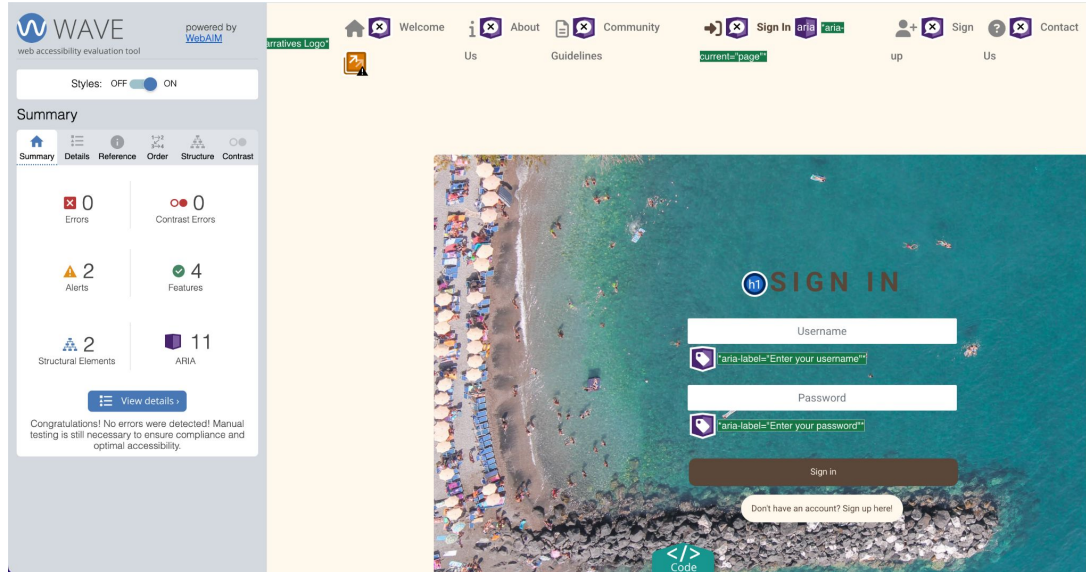 WAVE
web accessibility evaluation tool
powered by
WebAIM
Styles: OFF ON
Summary
Summary Details Reference Order Structure Contrast
0
Errors
0
Contrast Errors
2
Alerts
4
Features
2
Structural Elements
11
ARIA
View details ›
Congratulations! No errors were detected! Manual
testing is still necessary to ensure compliance and
optimal accessibility.
arratives Logo*
Welcome
About
Us
Community
Guidelines
Sign In aria *aria-
current="page"*
Sign
up
Contact
Us
h1 SIGN IN
Username
*aria-label="Enter your username"*
Password
*aria-label="Enter your password"*
Sign in
Don't have an account? Sign up here!
</>
Code